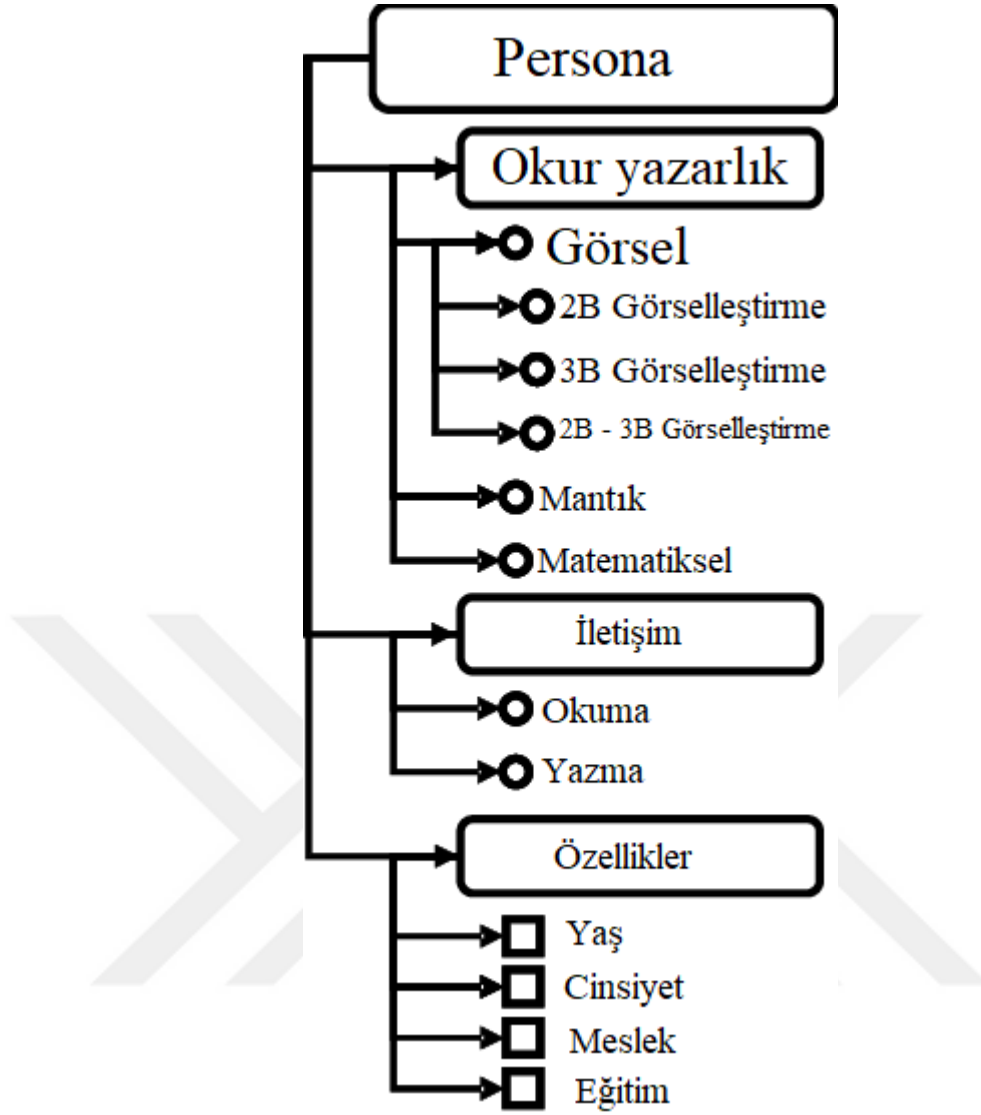 Persona
Okur yazarlık
Görsel
2B Görselleştirme
3B Görselleştirme
2B - 3B Görselleştirme
Mantık
Matematiksel
İletişim
Okuma
Yazma
Özellikler
Yaş
Cinsiyet
Meslek
Eğitim